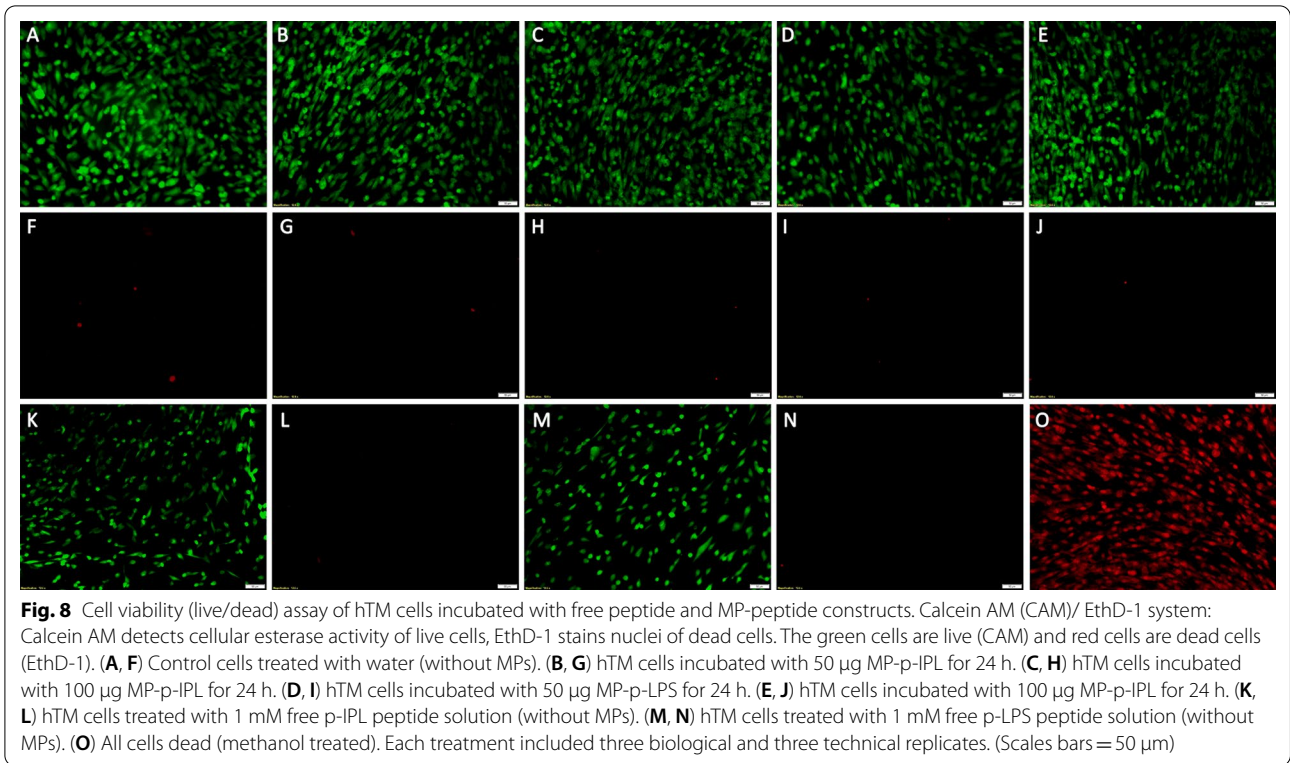 A
B
C
D
E
F
G
H
I
J
K
L
M
N
O
Fig. 8 Cell viability (live/dead) assay of hTM cells incubated with free peptide and MP-peptide constructs. Calcein AM (CAM)/ EthD-1 system:
Calcein AM detects cellular esterase activity of live cells, EthD-1 stains nuclei of dead cells. The green cells are live (CAM) and red cells are dead cells
(EthD-1). (A, F) Control cells treated with water (without MPs). (B, G) hTM cells incubated with 50 µg MP-p-IPL for 24 h. (C, H) hTM cells incubated
with 100 µg MP-p-IPL for 24 h. (D, I) hTM cells incubated with 50 µg MP-p-LPS for 24 h. (E, J) hTM cells incubated with 100 µg MP-p-IPL for 24 h. (K,
L) hTM cells treated with 1 mM free p-IPL peptide solution (without MPs). (M, N) hTM cells treated with 1 mM free p-LPS peptide solution (without
MPs). (O) All cells dead (methanol treated). Each treatment included three biological and three technical replicates. (Scales bars = 50 µm)